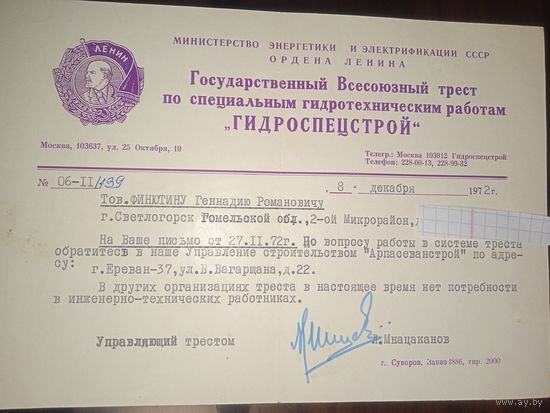 ЛЕНИН
МИНИСТЕРСТВО ЭНЕРГЕТИКИ И ЭЛЕКТРИФИКАЦИИ СССР
ОРДЕНА ЛЕНИНА
Государственный Всесоюзный трест
по специальным гидротехническим работам
„ГИДРОСПЕЦСТРОЙ“
Москва, 103637, ул. 25 Октября, 10
Телегр.: Москва 103012 Гидроспецстрой
Телефон: 228-00-13, 228-99-32
№ 06-II/139
8 - декабря 1972г.
Тов.ФИНЮТИНУ Геннадию Романовичу
г.Светлогорск Гомельской обл.,2-ой Микрорайон,
На Ваше письмо от 27.II.72г. По вопросу работы в системе треста
обратитесь в наше Управление строительством "Арпасеванстрой" по адре-
су:
г.Ереван-37,ул.В.Вагаршана,д.22.
В других организациях треста в настоящее время нет потребности
в инженерно-технических работниках.
Управляющий трестом
Л.Мнацаканов
г. Суворов, Заказ 1886, тир. 2000
www.ay.by